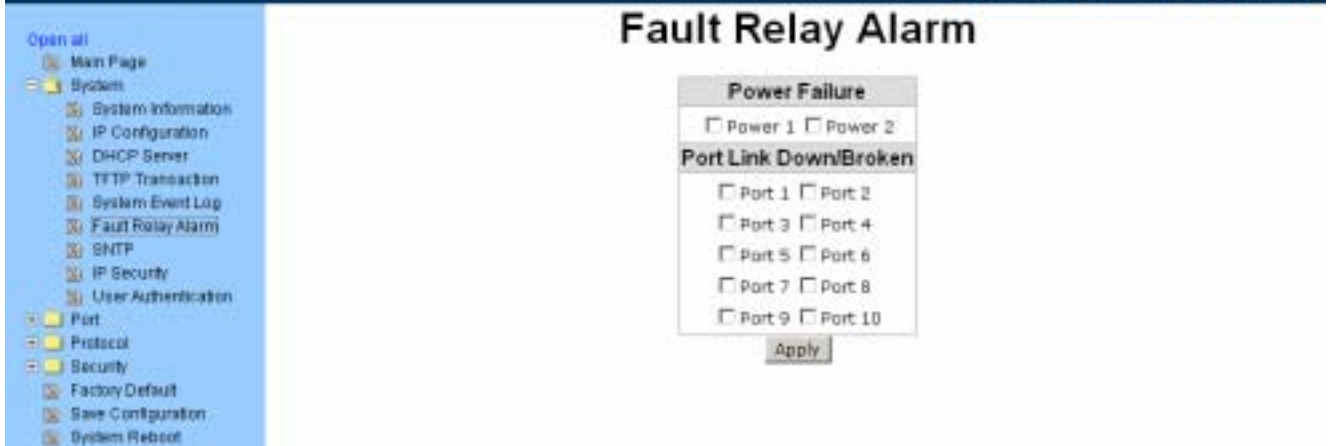 Open all
Main Page
System
System Information
IP Configuration
DHCP Server
TFTP Transaction
System Event Log
Fault Relay Alarm
SNTP
IP Security
User Authentication
Port
Protocol
Security
Factory Default
Save Configuration
System Reboot
Fault Relay Alarm
Power Failure
Power 1 Power 2
Port Link Down/Broken
Port 1 Port 2
Port 3 Port 4
Port 5 Port 6
Port 7 Port 8
Port 9 Port 10
Apply